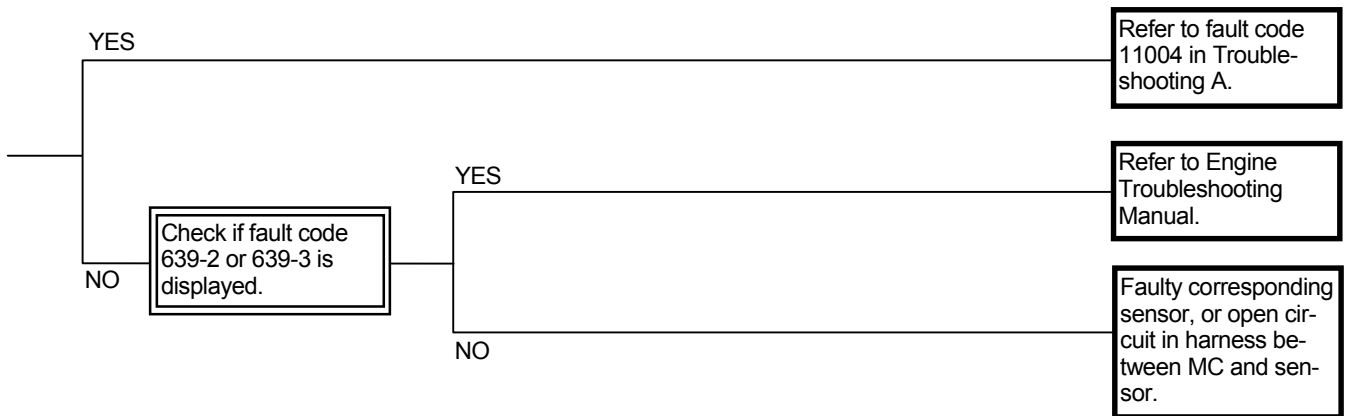 YES
Refer to fault code
11004 in Trouble-
shooting A.
YES
Refer to Engine
Troubleshooting
Manual.
Check if fault code
639-2 or 639-3 is
displayed.
NO
Faulty corresponding
sensor, or open cir-
cuit in harness be-
tween MC and sen-
sor.
NO